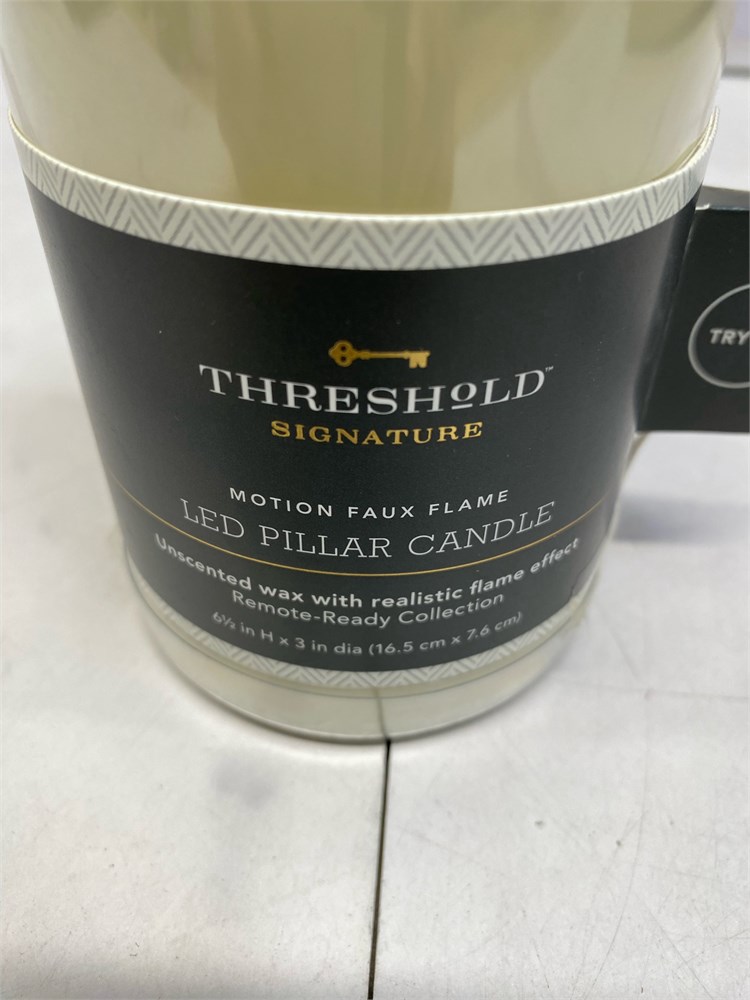 THRESHOLD™
SIGNATURE
MOTION FAUX FLAME
LED PILLAR CANDLE
Unscented wax with realistic flame effect
Remote-Ready Collection
6½ in H x 3 in dia (16.5 cm x 7.6 cm)
TRY